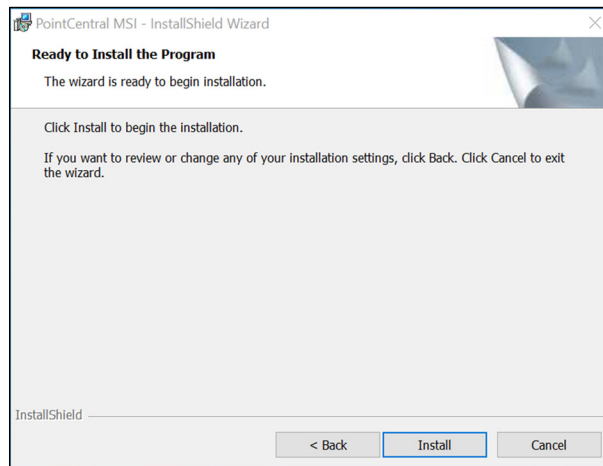 PointCentral MSI - InstallShield Wizard
Ready to Install the Program
The wizard is ready to begin installation.
Click Install to begin the installation.
If you want to review or change any of your installation settings, click Back. Click Cancel to exit
the wizard.
InstallShield
< Back Install Cancel